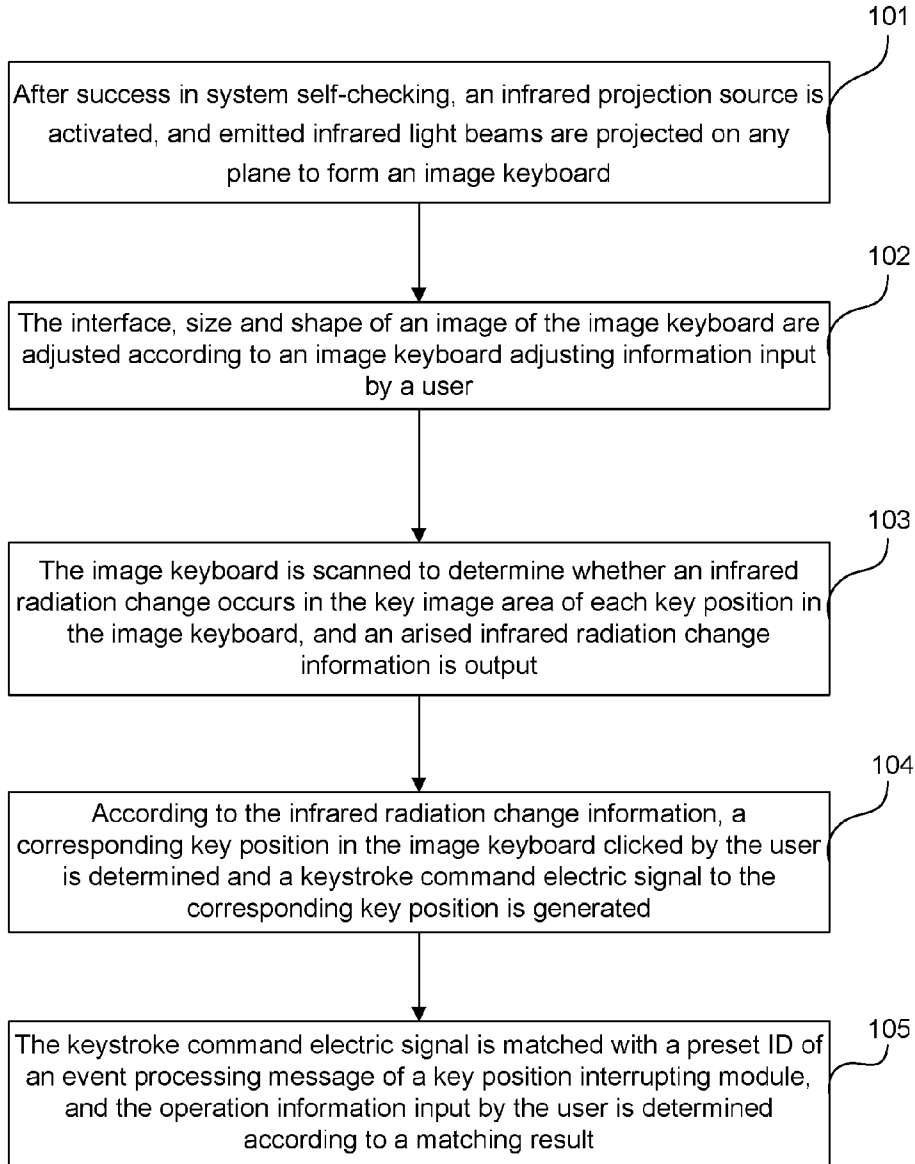 101
After success in system self-checking, an infrared projection source is
activated, and emitted infrared light beams are projected on any
plane to form an image keyboard
102
The interface, size and shape of an image of the image keyboard are
adjusted according to an image keyboard adjusting information input
by a user
103
The image keyboard is scanned to determine whether an infrared
radiation change occurs in the key image area of each key position in
the image keyboard, and an arised infrared radiation change
information is output
104
According to the infrared radiation change information, a
corresponding key position in the image keyboard clicked by the user
is determined and a keystroke command electric signal to the
corresponding key position is generated
105
The keystroke command electric signal is matched with a preset ID of
an event processing message of a key position interrupting module,
and the operation information input by the user is determined
according to a matching result